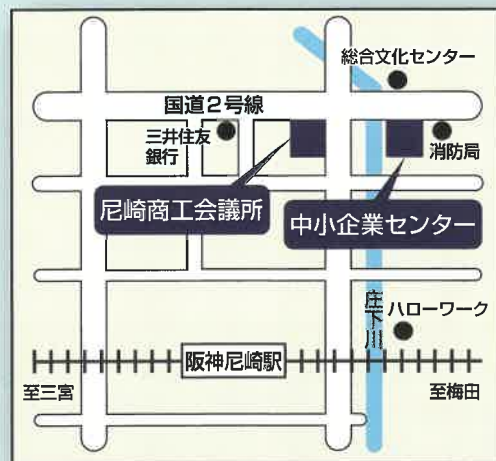 総合文化センター
国道2号線
三井住友
銀行
消防局
尼崎商工会議所
中小企業センター
庄下川
ハローワーク
阪神尼崎駅
至三宮
至梅田